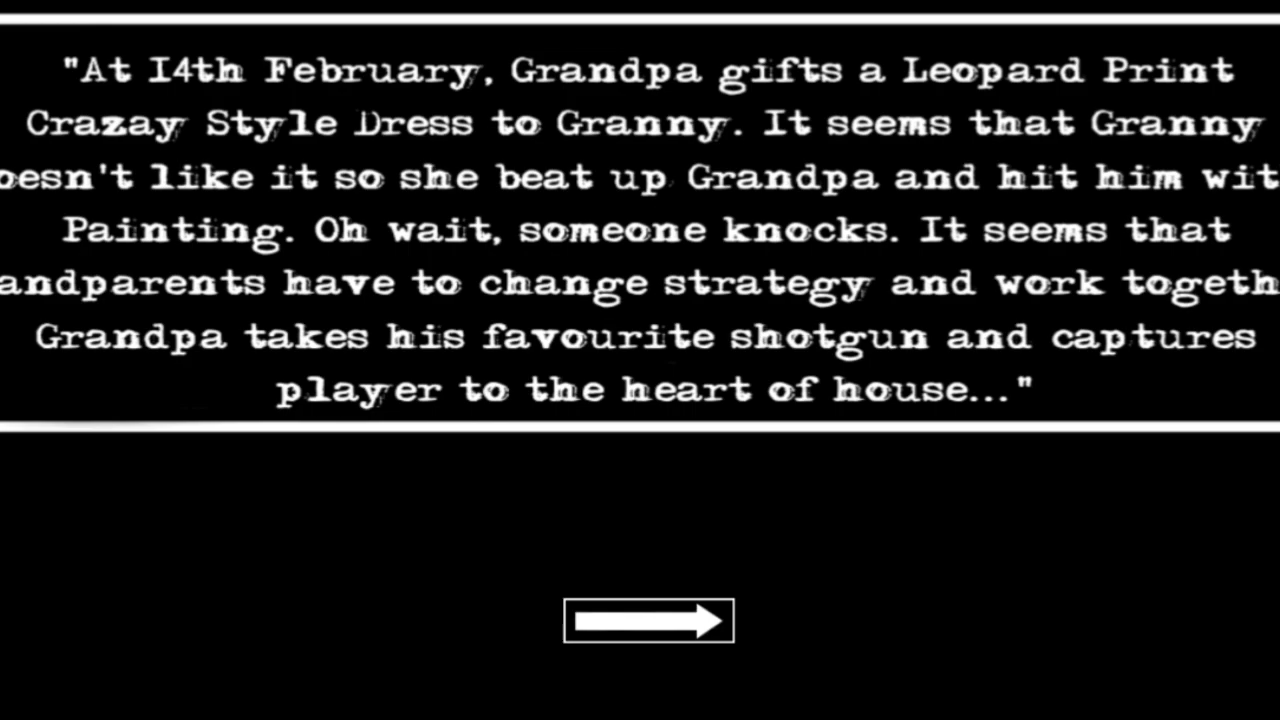 "At I4th February, Grandpa gifts a Leopard Print
Crazay Style Dress to Granny. It seems that Granny
oesn't like it so she beat up Grandpa and hit him wit
Painting. Oh wait, someone knocks. It seems that
andparents have to change strategy and work togeth
Grandpa takes his favourite shotgun and captures
player to the heart of house..."